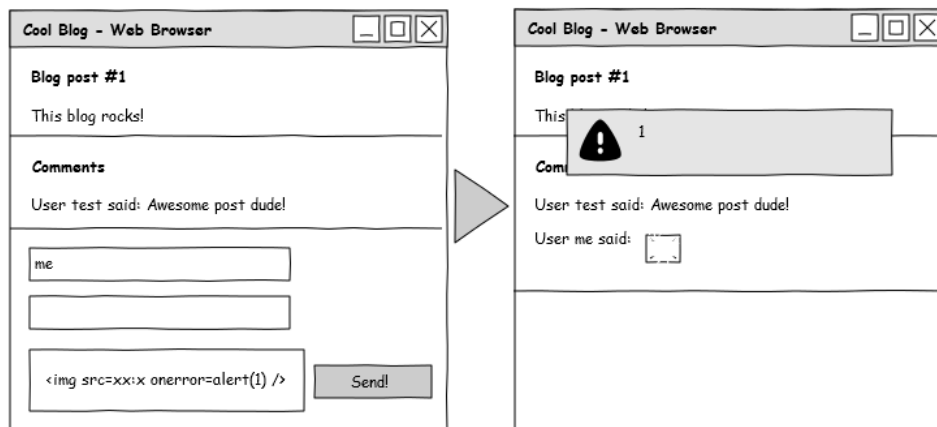 Cool Blog - Web Browser
Blog post #1
This blog rocks!
Comments
User test said: Awesome post dude!
me
<img src=xx:x onerror=alert(1) />
Send!
Cool Blog - Web Browser
Blog post #1
This
1
User test said: Awesome post dude!
User me said: